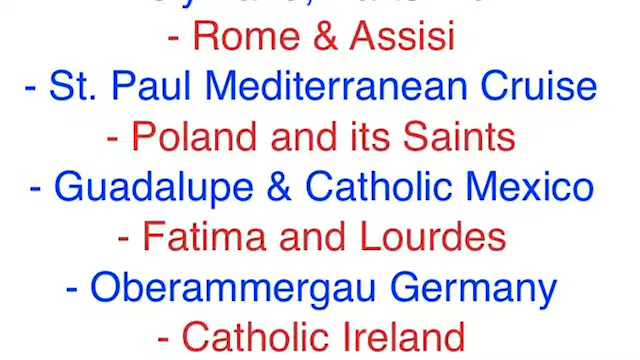 - Rome & Assisi
- St. Paul Mediterranean Cruise
- Poland and its Saints
- Guadalupe & Catholic Mexico
- Fatima and Lourdes
- Oberammergau Germany
- Catholic Ireland